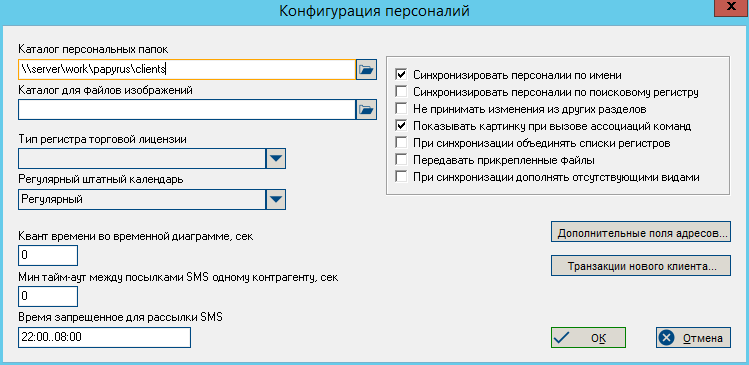 Конфигурация персоналий
X
Каталог персональных папок
\\server\work\papyrus\clients
Каталог для файлов изображений
Тип регистра торговой лицензии
Регулярный штатный календарь
Регулярный
Квант времени во временной диаграмме, сек
0
Мин тайм-аут между посылками SMS одному контрагенту, сек
0
Время запрещенное для рассылки SMS
22:00..08:00
Синхронизировать персоналии по имени
Синхронизировать персоналии по поисковому регистру
Не принимать изменения из других разделов
Показывать картинку при вызове ассоциаций команд
При синхронизации объединять списки регистров
Передавать прикрепленные файлы
При синхронизации дополнять отсутствующими видами
Дополнительные поля адресов...
Транзакции нового клиента...
ОК
Отмена